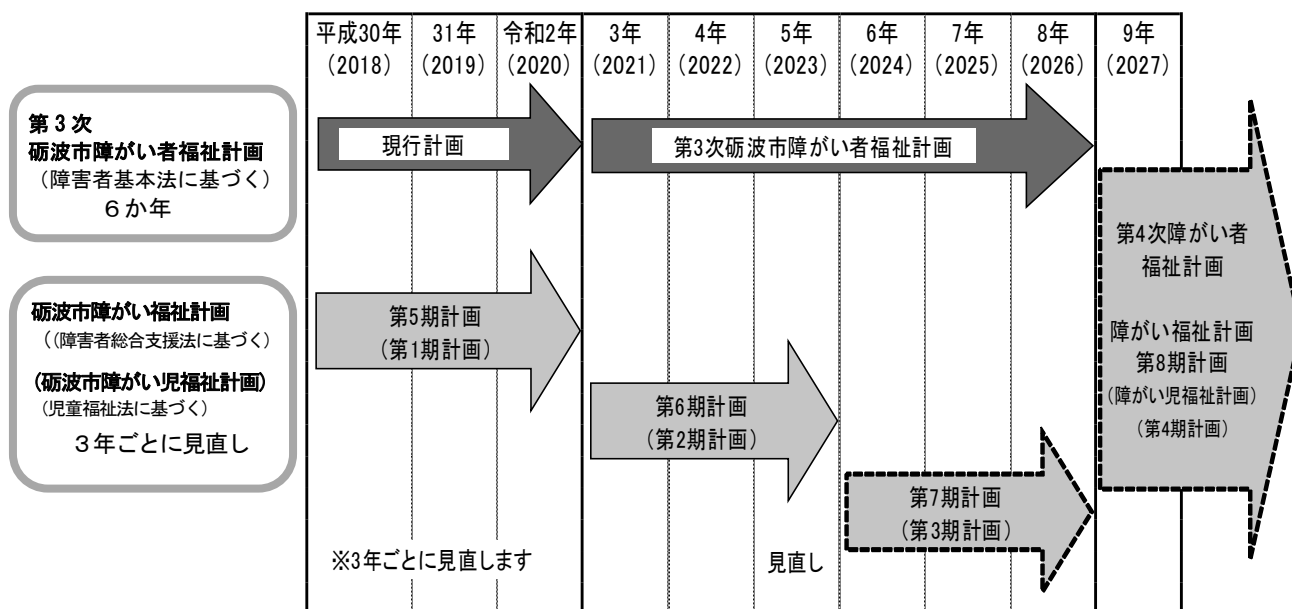 平成30年 31年 令和2年 3年 4年 5年 6年 7年 8年 9年
(2018) (2019) (2020) (2021) (2022) (2023) (2024) (2025) (2026) (2027)
第3次
砺波市障がい者福祉計画
(障害者基本法に基づく)
6か年
現行計画
第3次砺波市障がい者福祉計画
砺波市障がい福祉計画
((障害者総合支援法に基づく)
(砺波市障がい児福祉計画)
(児童福祉法に基づく)
3年ごとに見直し
第5期計画
(第1期計画)
第6期計画
(第2期計画)
第7期計画
(第3期計画)
第4次障がい者
福祉計画
障がい福祉計画
第8期計画
(障がい児福祉計画)
(第4期計画)
※3年ごとに見直します
見直し